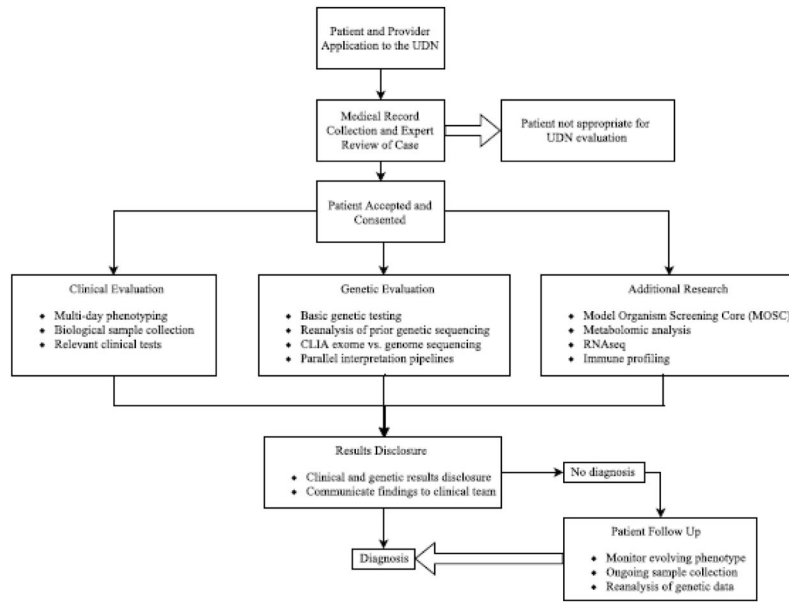 Patient and Provider
Application to the UDN
Medical Record
Collection and Expert
Review of Case
Patient not appropriate for
UDN evaluation
Patient Accepted and
Consented
Clinical Evaluation
◆ Multi-day phenotyping
◆ Biological sample collection
◆ Relevant clinical tests
Genetic Evaluation
◆ Basic genetic testing
◆ Reanalysis of prior genetic sequencing
◆ CLIA exome vs. genome sequencing
◆ Parallel interpretation pipelines
Additional Research
◆ Model Organism Screening Core (MOSC)
◆ Metabolomic analysis
◆ RNAseq
◆ Immune profiling
Results Disclosure
◆ Clinical and genetic results disclosure
◆ Communicate findings to clinical team
No diagnosis
Diagnosis
Patient Follow Up
◆ Monitor evolving phenotype
◆ Ongoing sample collection
◆ Reanalysis of genetic data